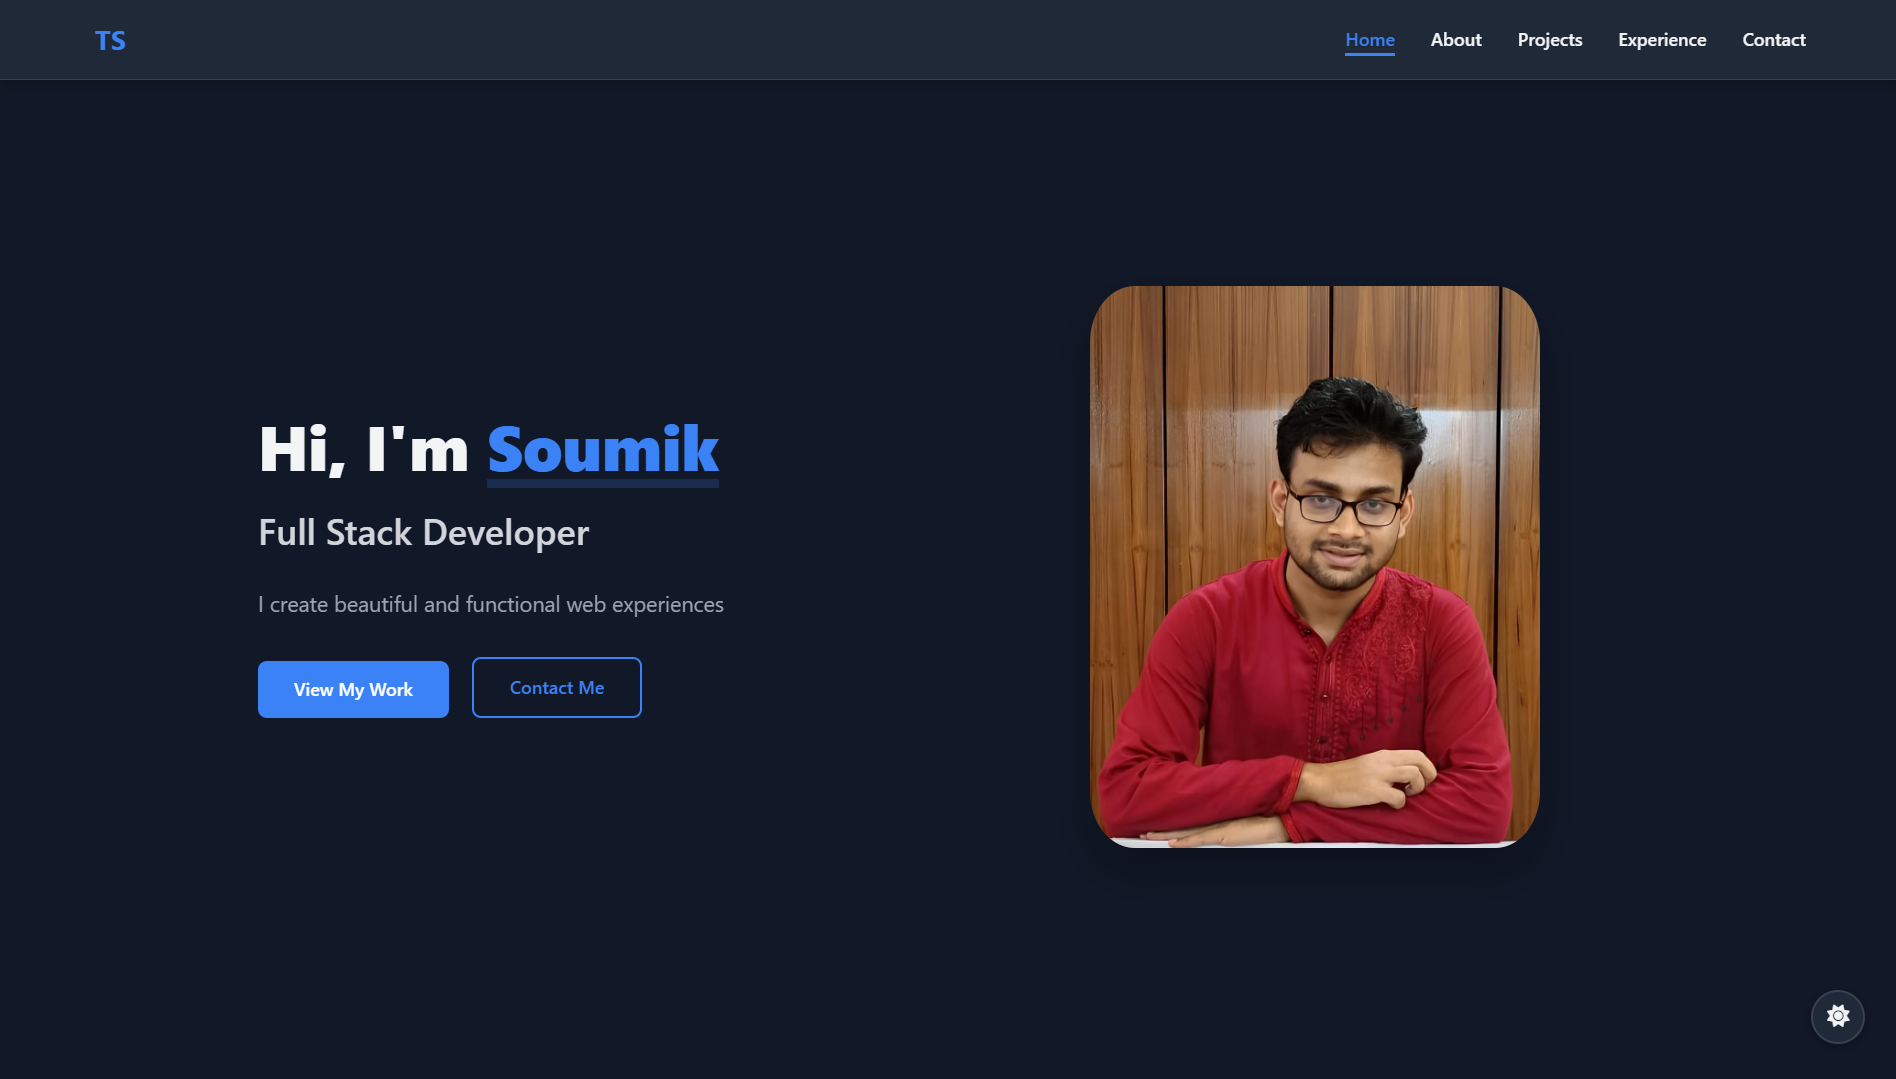 TS
Home About Projects Experience Contact
Hi, I'm Soumik
Full Stack Developer
I create beautiful and functional web experiences
View My Work
Contact Me